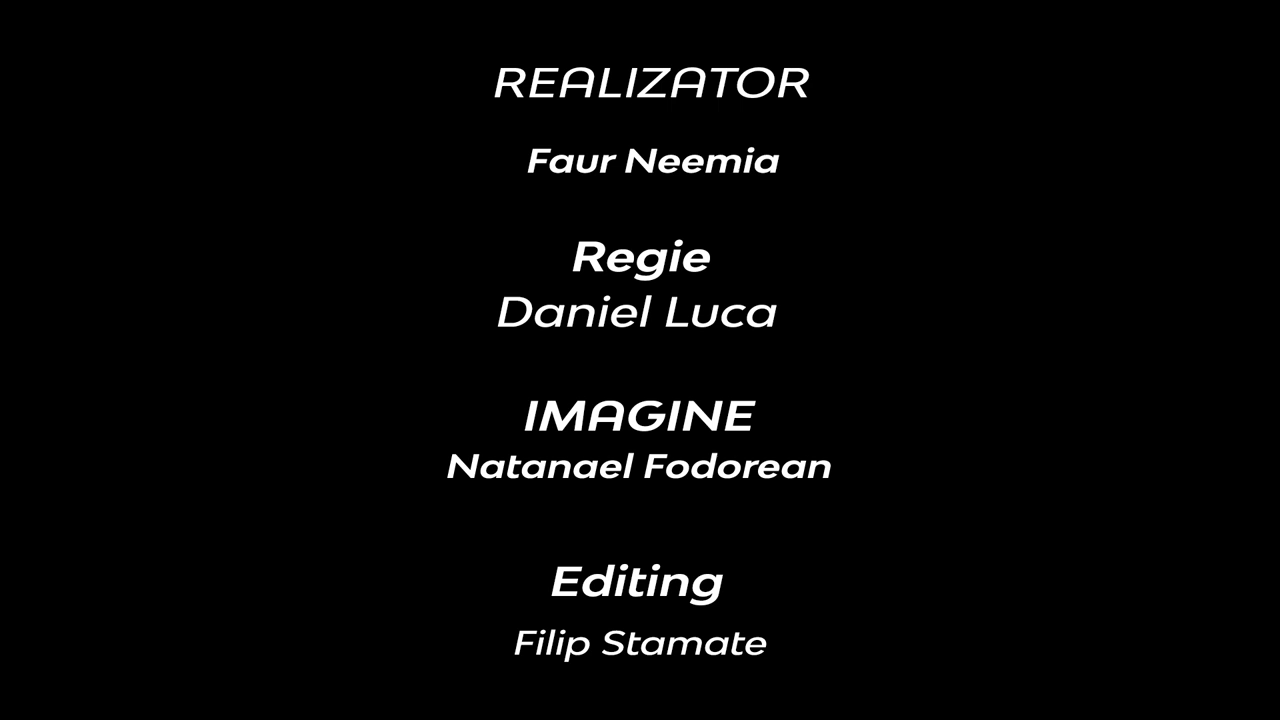 REALIZATOR
Faur Neemia
Regie
Daniel Luca
IMAGINE
Natanael Fodorean
Editing
Filip Stamate